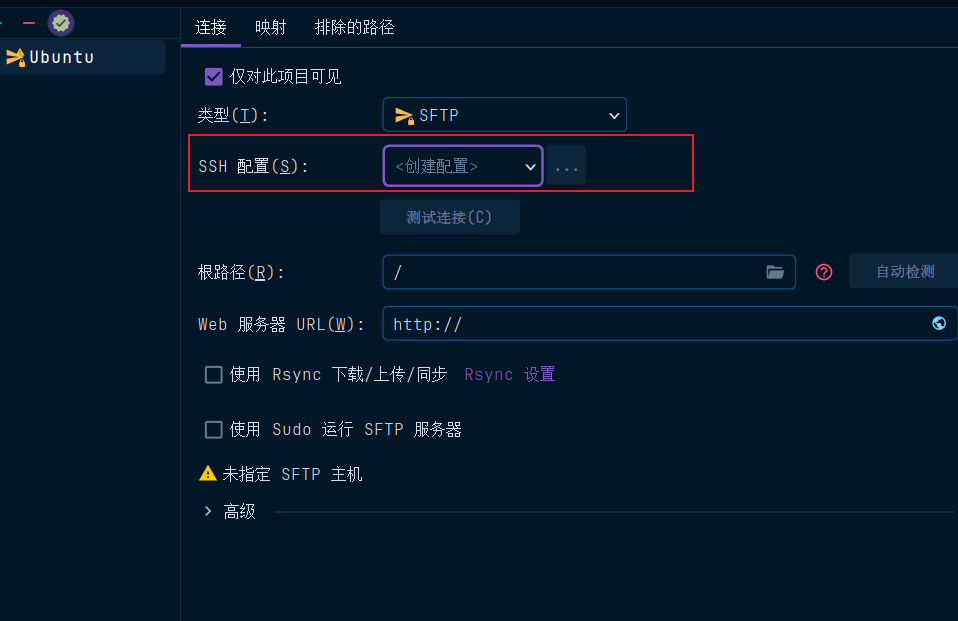 连接 映射 排除的路径
Ubuntu
仅对此项目可见
类型(T): SFTP
SSH 配置(S): <创建配置> ...
测试连接(C)
根路径(R): / 自动检测
Web 服务器 URL(W): http://
使用 Rsync 下载/上传/同步 Rsync 设置
使用 Sudo 运行 SFTP 服务器
未指定 SFTP 主机
高级